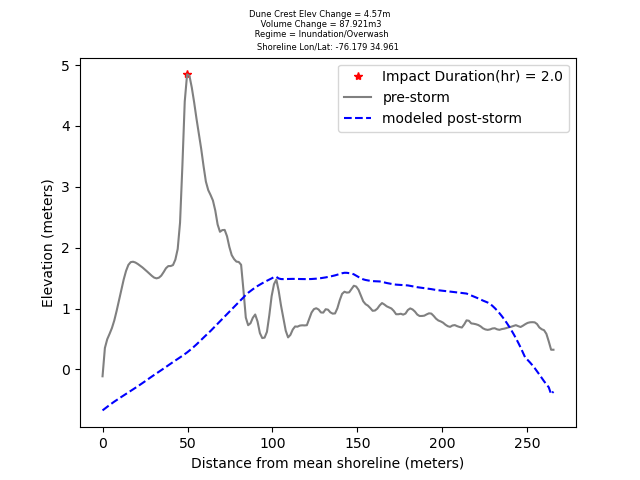 Dune Crest Elev Change = 4.57m
Volume Change = 87.921m3
Regime = Inundation/Overwash
Shoreline Lon/Lat: -76.179 34.961
Impact Duration(hr) = 2.0
pre-storm
modeled post-storm
Elevation (meters)
5
4
3
2
1
0
0 50 100 150 200 250
Distance from mean shoreline (meters)